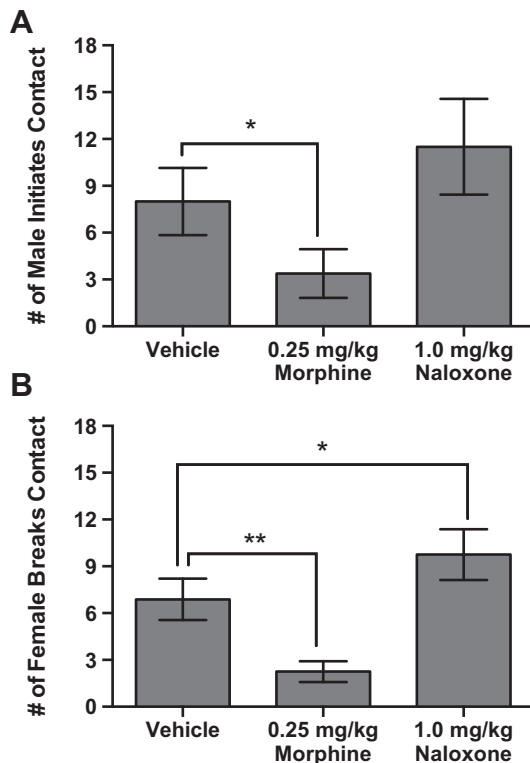 A
# of Male Initiates Contact
18
15
12
9
6
3
0
*
Vehicle
0.25 mg/kg
Morphine
1.0 mg/kg
Naloxone
B
# of Female Breaks Contact
18
15
12
9
6
3
0
*
**
Vehicle
0.25 mg/kg
Morphine
1.0 mg/kg
Naloxone